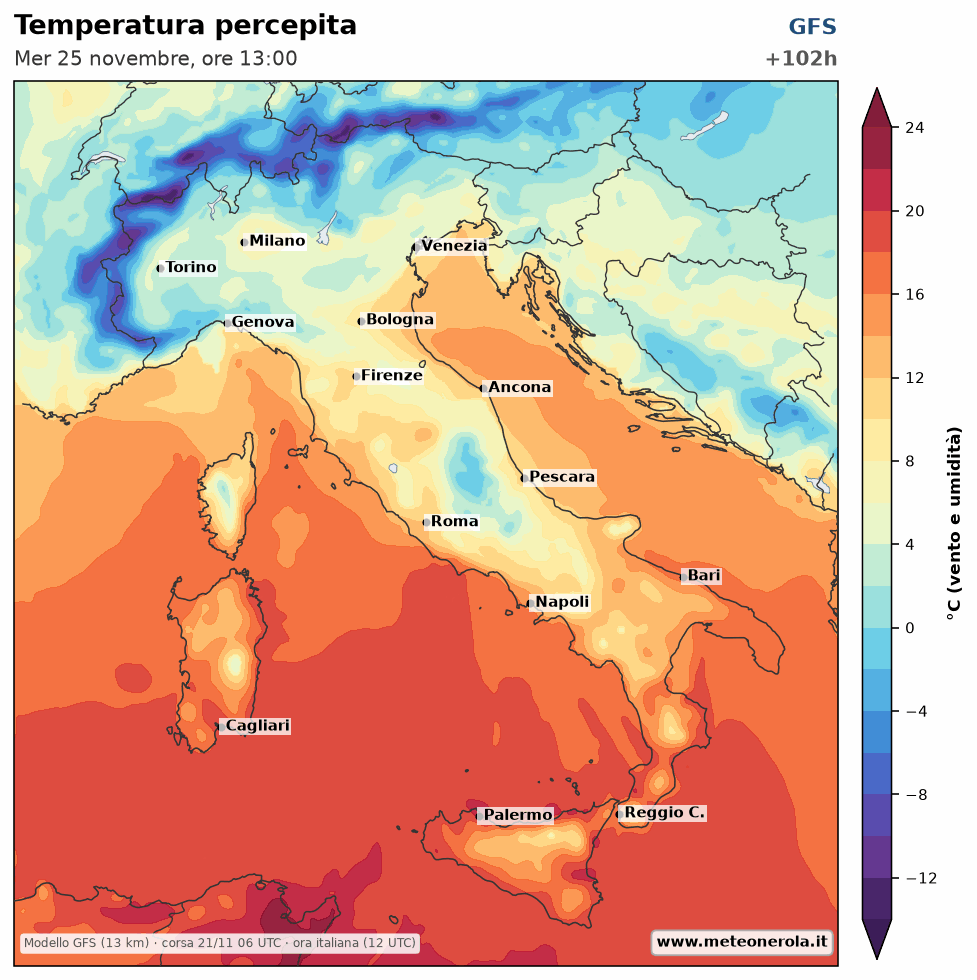 Temperatura percepita
GFS
Mer 25 novembre, ore 13:00
+102h
24
20
16
12
8
4
0
−4
−8
−12
°C (vento e umidità)
Venezia
Milano
Torino
Genova
Bologna
Firenze
Ancona
Pescara
Roma
Bari
Napoli
Cagliari
Palermo
Reggio C.
Modello GFS (13 km) · corsa 21/11 06 UTC · ora italiana (12 UTC)
www.meteonerola.it